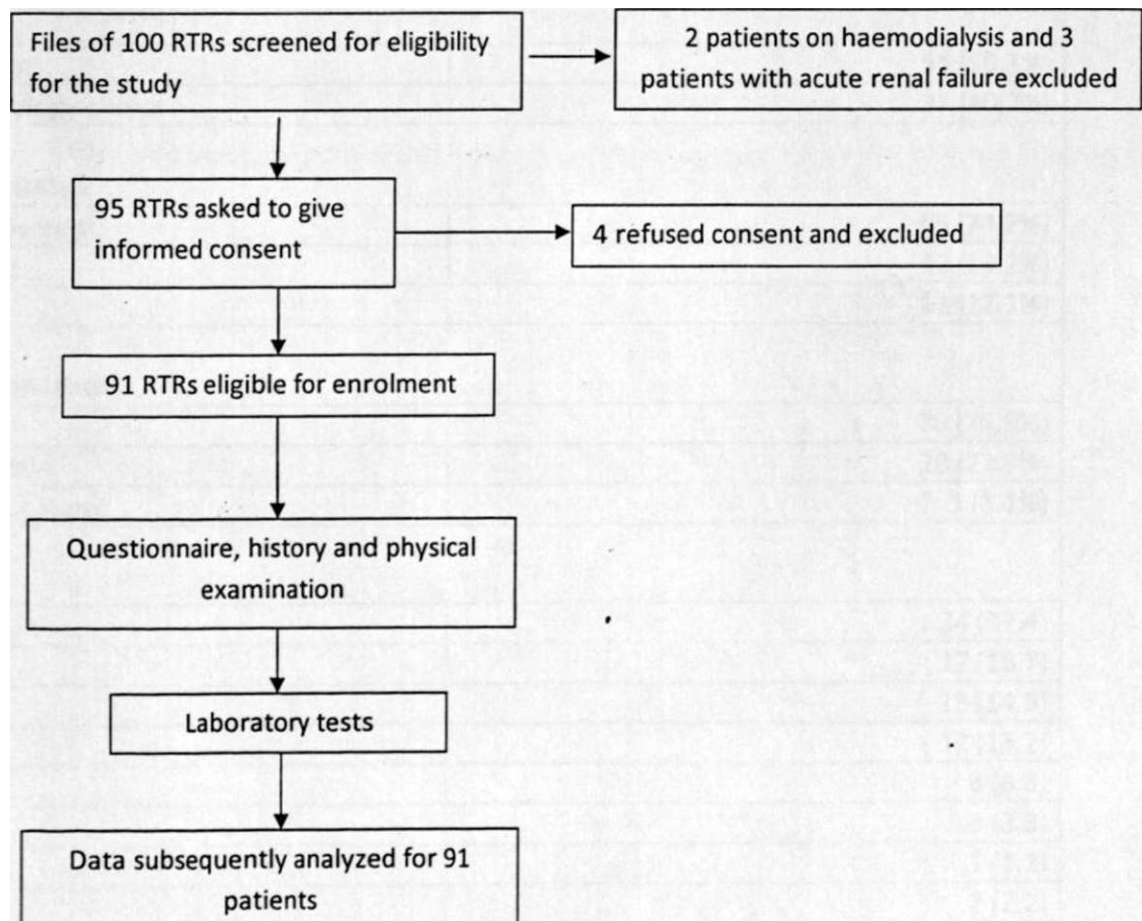 Files of 100 RTRs screened for eligibility
for the study
2 patients on haemodialysis and 3
patients with acute renal failure excluded
95 RTRs asked to give
informed consent
4 refused consent and excluded
91 RTRs eligible for enrolment
Questionnaire, history and physical
examination
Laboratory tests
Data subsequently analyzed for 91
patients